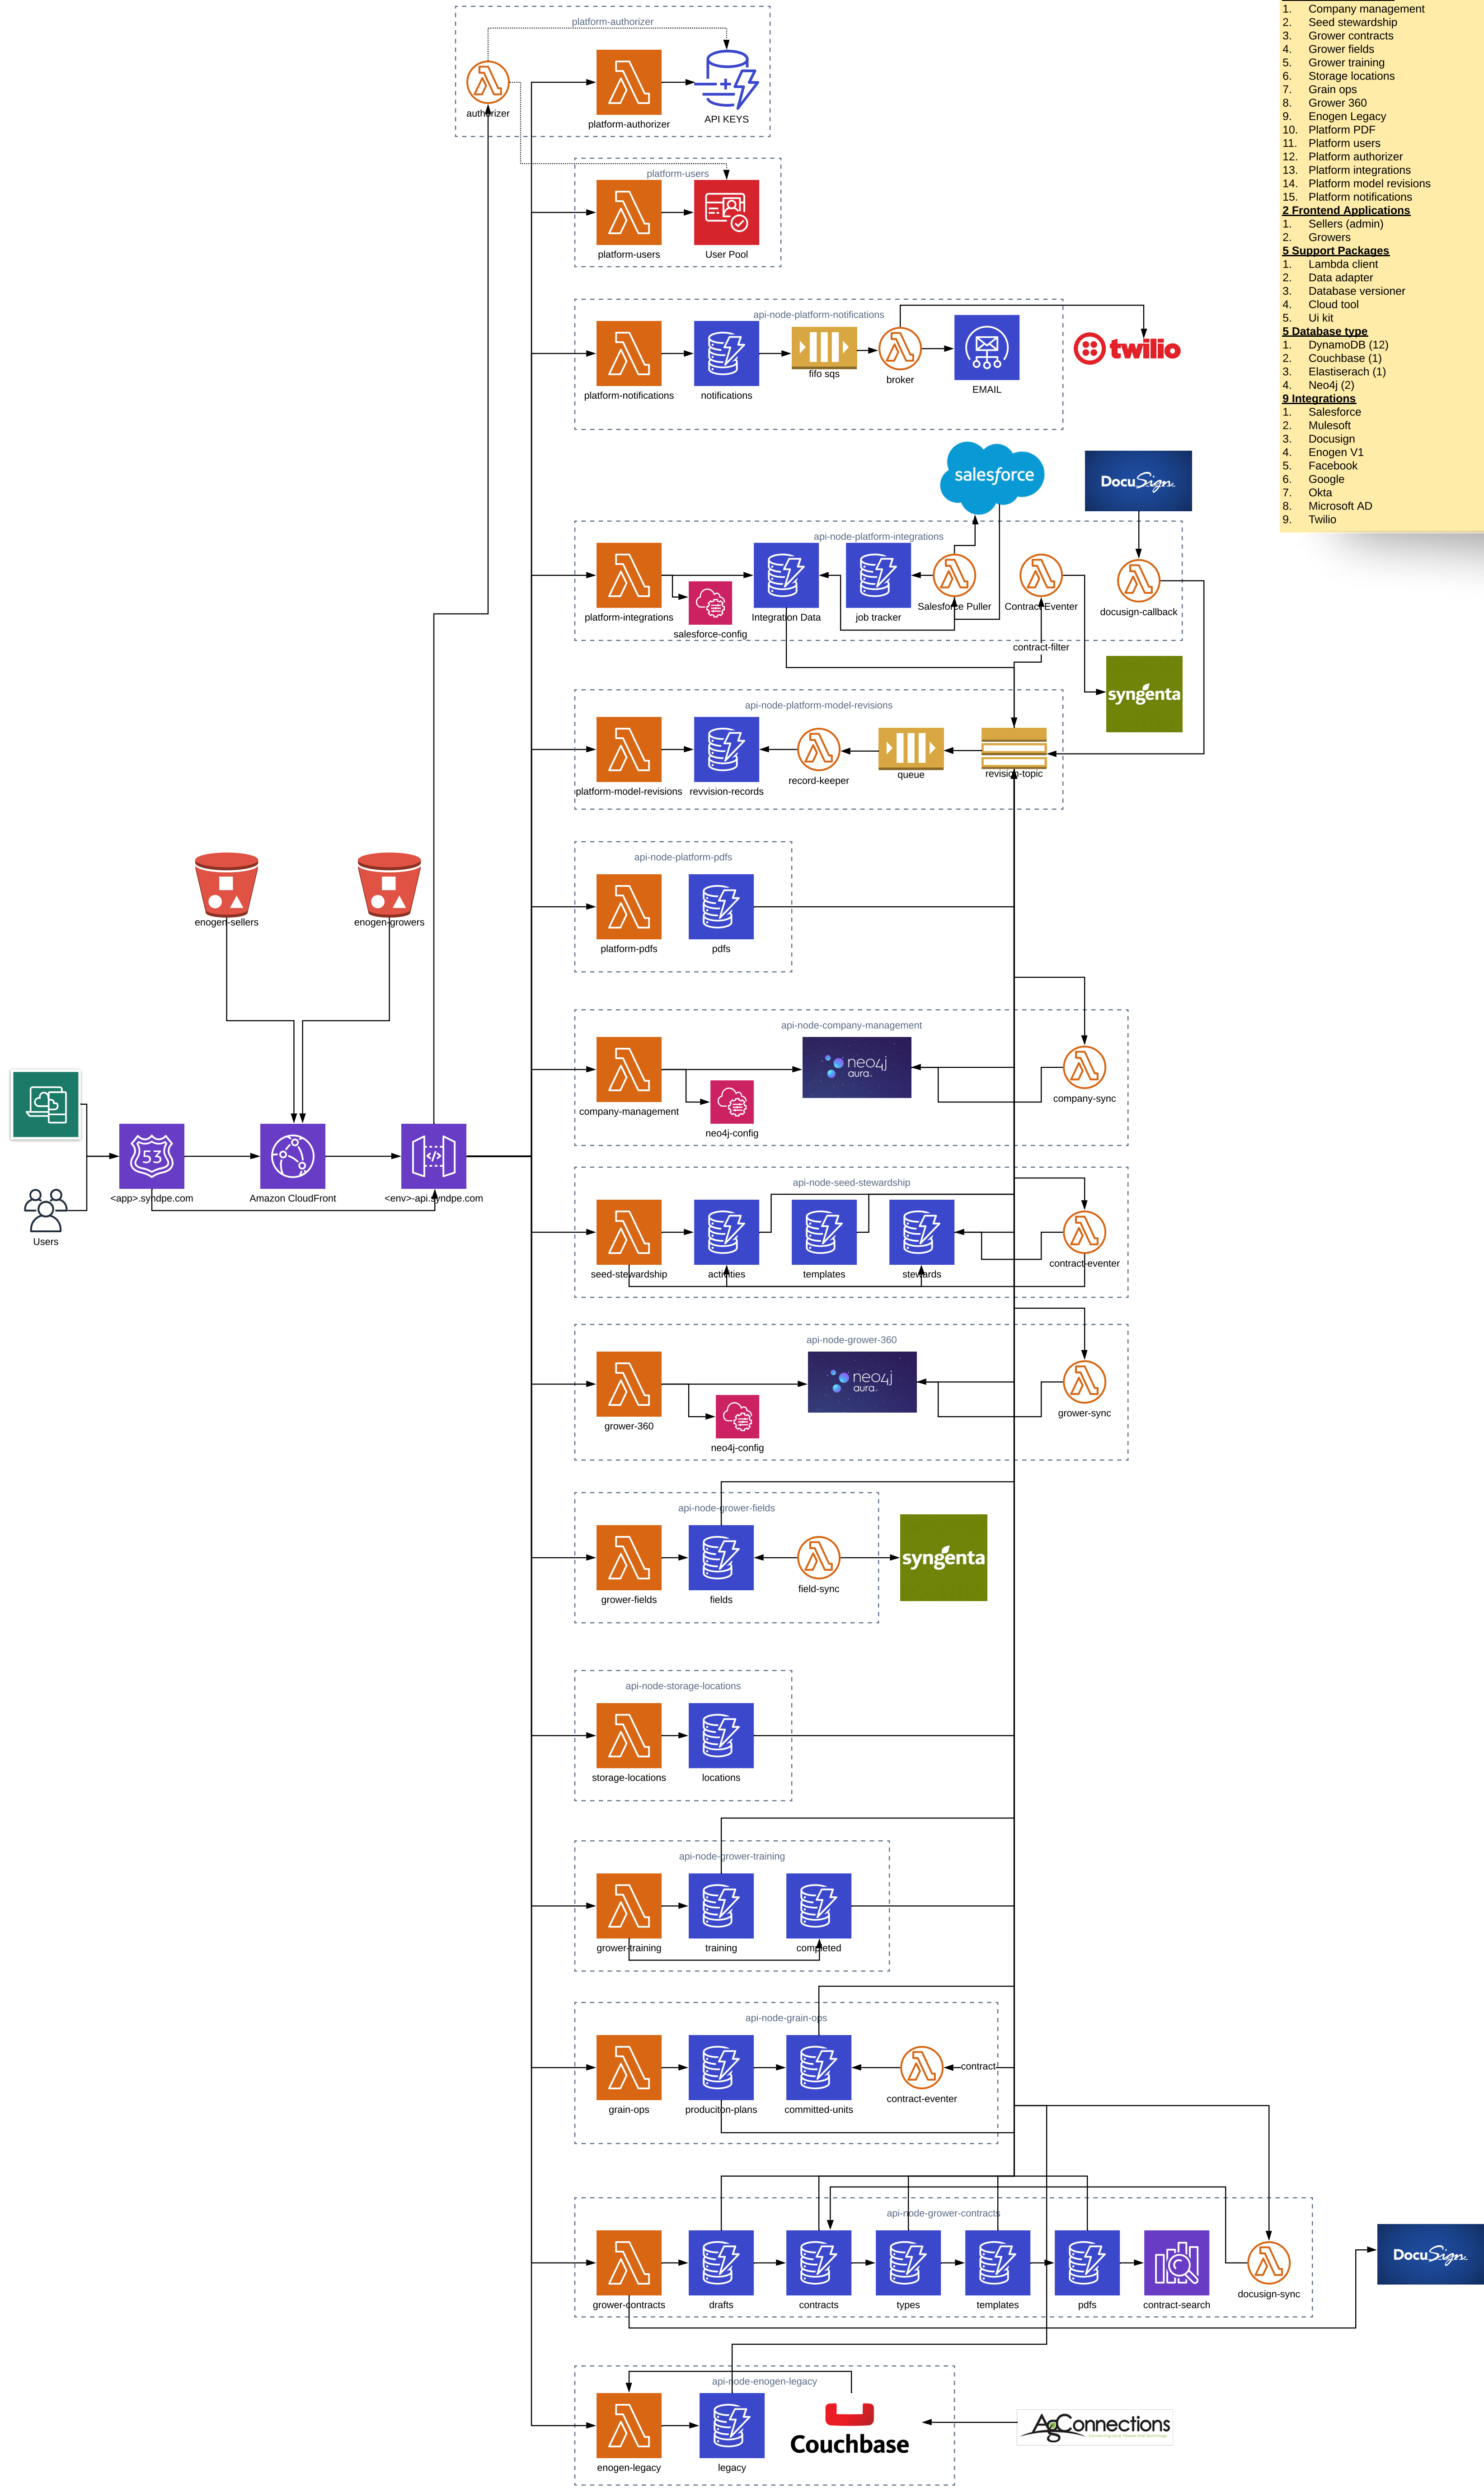 platform-authorizer
authorizer
platform-authorizer
API KEYS
platform-users
platform-users
User Pool
api-node-platform-notifications
platform-notifications
notifications
fifo sqs
broker
EMAIL
twilio
salesforce
DocuSign
api-node-platform-integrations
platform-integrations
salesforce-config
Integration Data
job tracker
Salesforce Puller
Contract Eventer
docusign-callback
contract-filter
syngenta
api-node-platform-model-revisions
platform-model-revisions
revvision-records
record-keeper
queue
revision-topic
api-node-platform-pdfs
platform-pdfs
pdfs
enogen-sellers
enogen-growers
api-node-company-management
company-management
neo4j
aura
neo4j-config
company-sync
Users
53
<app>.syndpe.com
Amazon CloudFront
<env>-api.syndpe.com
api-node-seed-stewardship
seed-stewardship
activities
templates
stewards
contract-eventer
api-node-grower-360
grower-360
neo4j
aura
neo4j-config
grower-sync
api-node-grower-fields
grower-fields
fields
field-sync
syngenta
api-node-storage-locations
storage-locations
locations
api-node-grower-training
grower-training
training
completed
api-node-grain-ops
grain-ops
produciton-plans
committed-units
contract-eventer
contract
api-node-grower-contracts
grower-contracts
drafts
contracts
types
templates
pdfs
contract-search
docusign-sync
DocuSign
api-node-enogen-legacy
enogen-legacy
legacy
Couchbase
AgConnections
1. Company management
2. Seed stewardship
3. Grower contracts
4. Grower fields
5. Grower training
6. Storage locations
7. Grain ops
8. Grower 360
9. Enogen Legacy
10. Platform PDF
11. Platform users
12. Platform authorizer
13. Platform integrations
14. Platform model revisions
15. Platform notifications
2 Frontend Applications
1. Sellers (admin)
2. Growers
5 Support Packages
1. Lambda client
2. Data adapter
3. Database versioner
4. Cloud tool
5. Ui kit
5 Database type
1. DynamoDB (12)
2. Couchbase (1)
3. Elastiserach (1)
4. Neo4j (2)
9 Integrations
1. Salesforce
2. Mulesoft
3. Docusign
4. Enogen V1
5. Facebook
6. Google
7. Okta
8. Microsoft AD
9. Twilio